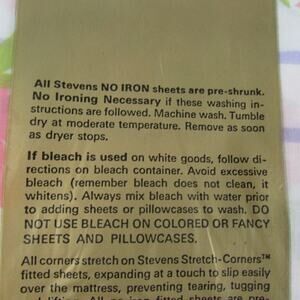 All Stevens NO IRON sheets are pre-shrunk.
No Ironing Necessary if these washing in-
structions are followed. Machine wash. Tumble
dry at moderate temperature. Remove as soon
as dryer stops.
If bleach is used on white goods, follow di-
rections on bleach container. Avoid excessive
bleach (remember bleach does not clean, it
whitens). Always mix bleach with water prior
to adding sheets or pillowcases to wash. DO
NOT USE BLEACH ON COLORED OR FANCY
SHEETS AND PILLOWCASES.
All corners stretch on Stevens Stretch-Corners™
fitted sheets, expanding at a touch to slip easily
over the mattress, preventing tearing, tugging
fitted sheets are pre-